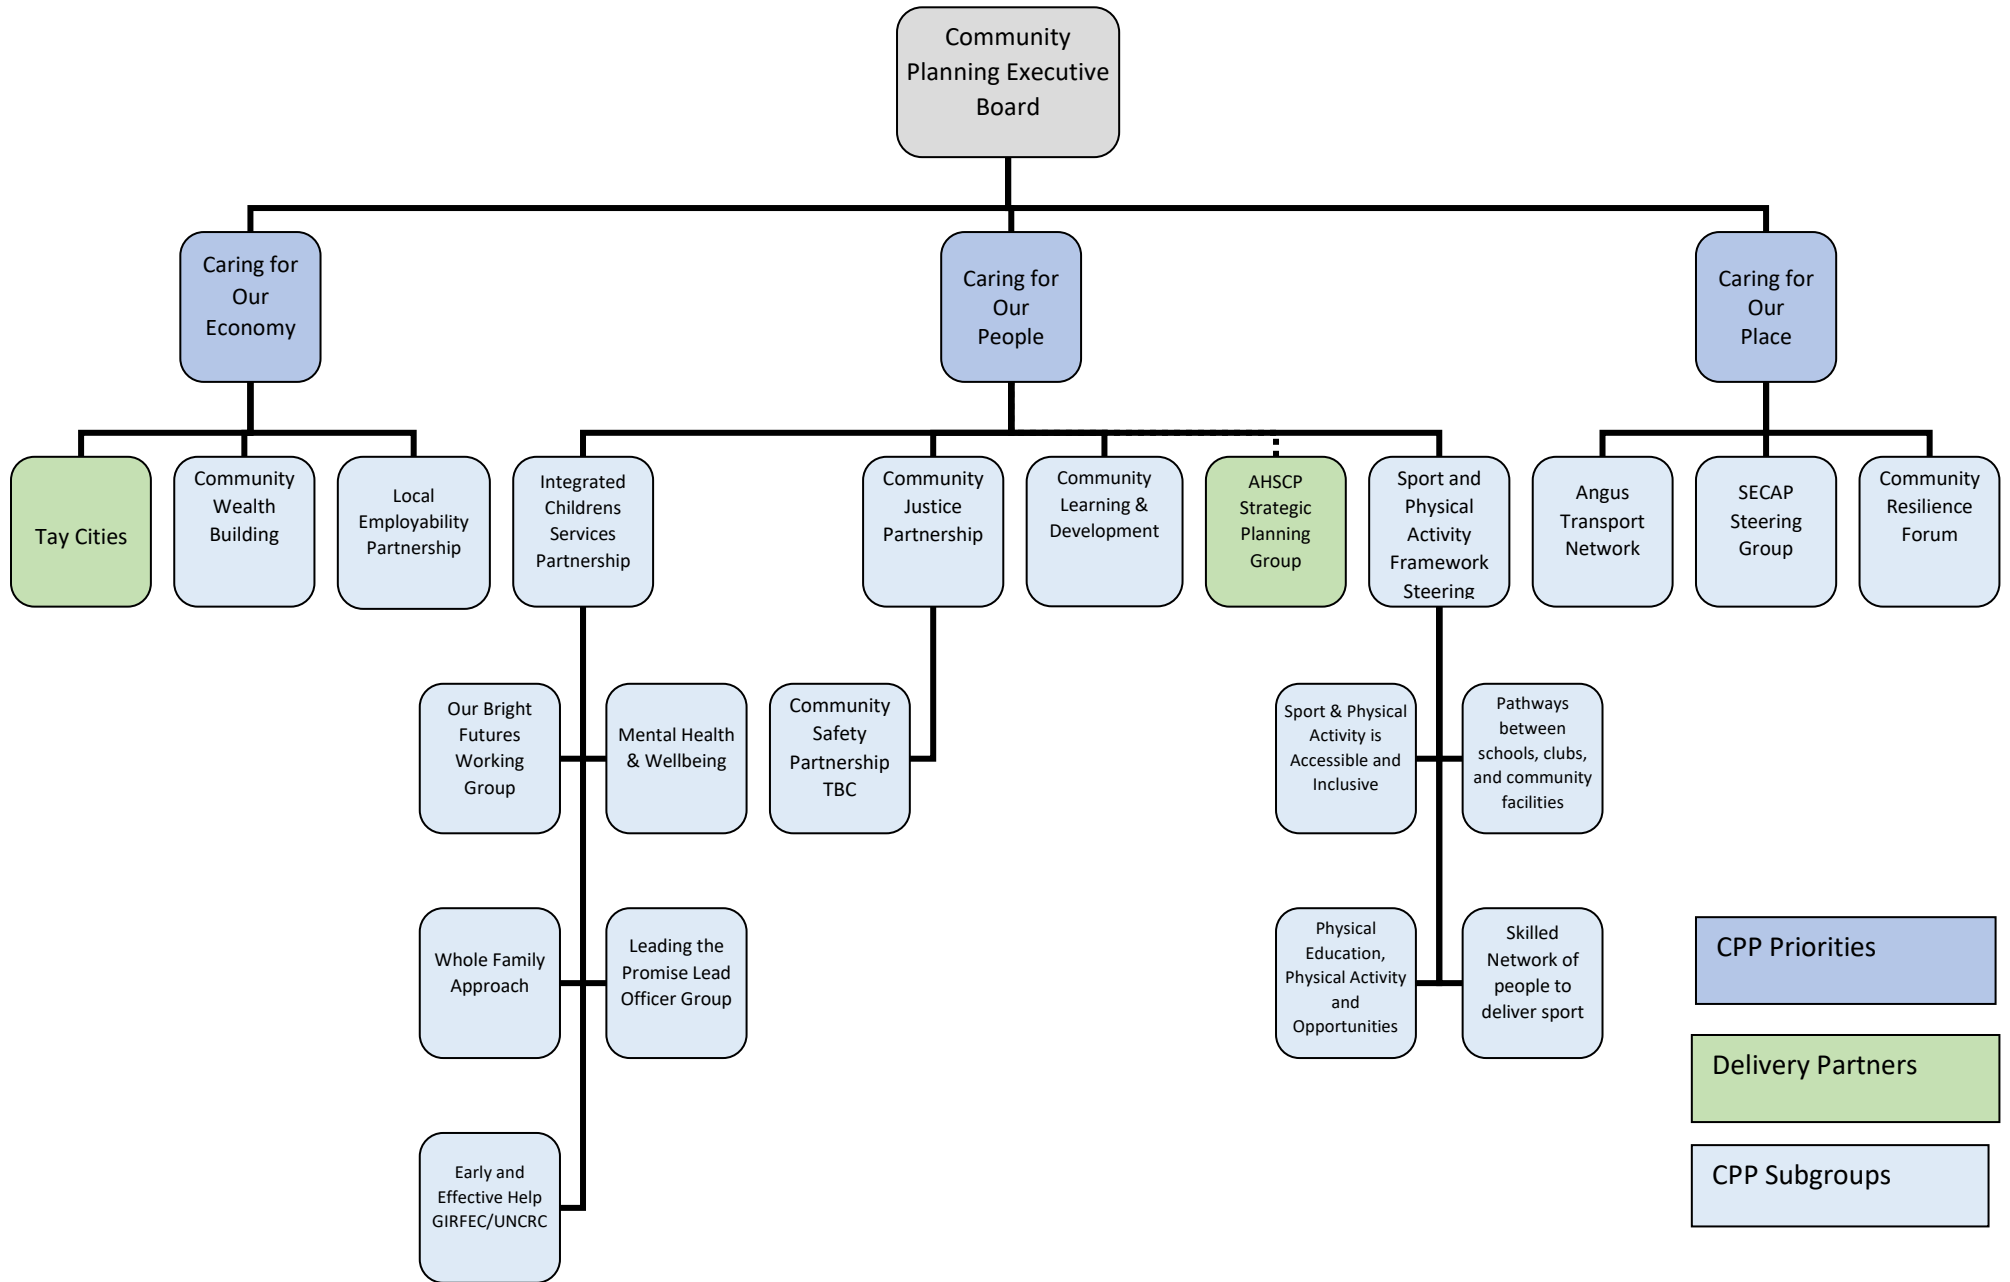 Community
Planning Executive
Board
Caring for
Our
Economy
Caring for
Our
People
Caring for
Our
Place
Tay Cities
Community
Wealth
Building
Local
Employability
Partnership
Integrated
Childrens
Services
Partnership
Community
Justice
Partnership
Community
Learning &
Development
AHSCP
Strategic
Planning
Group
Sport and
Physical
Activity
Framework
Steering
Angus
Transport
Network
SECAP
Steering
Group
Community
Resilience
Forum
Our Bright
Futures
Working
Group
Mental Health
& Wellbeing
Community
Safety
Partnership
TBC
Sport & Physical
Activity is
Accessible and
Inclusive
Pathways
between
schools, clubs,
and community
facilities
Whole Family
Approach
Leading the
Promise Lead
Officer Group
Physical
Education,
Physical Activity
and
Opportunities
Skilled
Network of
people to
deliver sport
Early and
Effective Help
GIRFEC/UNCRC
CPP Priorities
Delivery Partners
CPP Subgroups